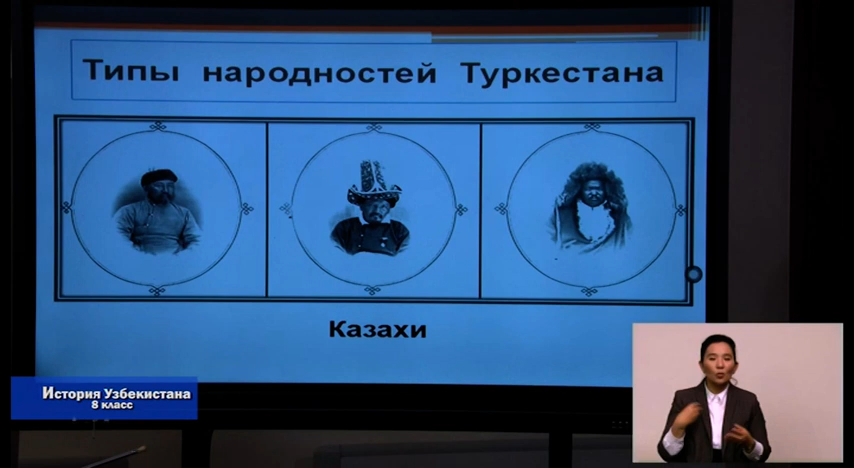 Типы народностей Туркестана
Казахи
История Узбекистана
8 класс